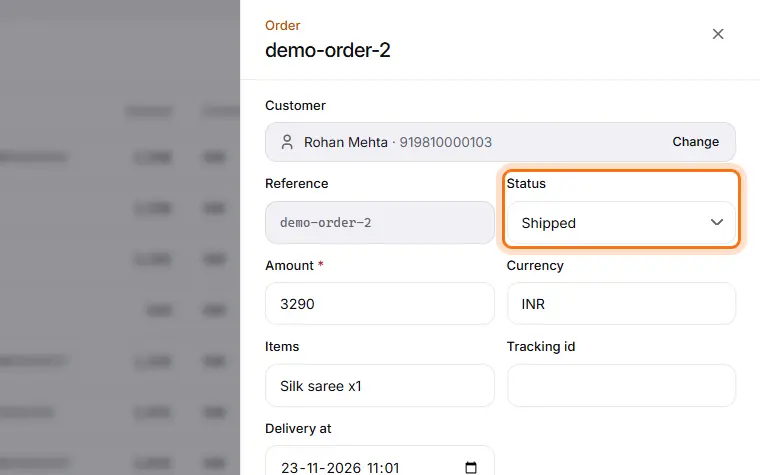 Order
demo-order-2
Customer
Rohan Mehta · 919810000103 Change
Reference Status
demo-order-2 Shipped
Amount * Currency
3290 INR
Items Tracking id
Silk saree x1
Delivery at
23-11-2026 11:01